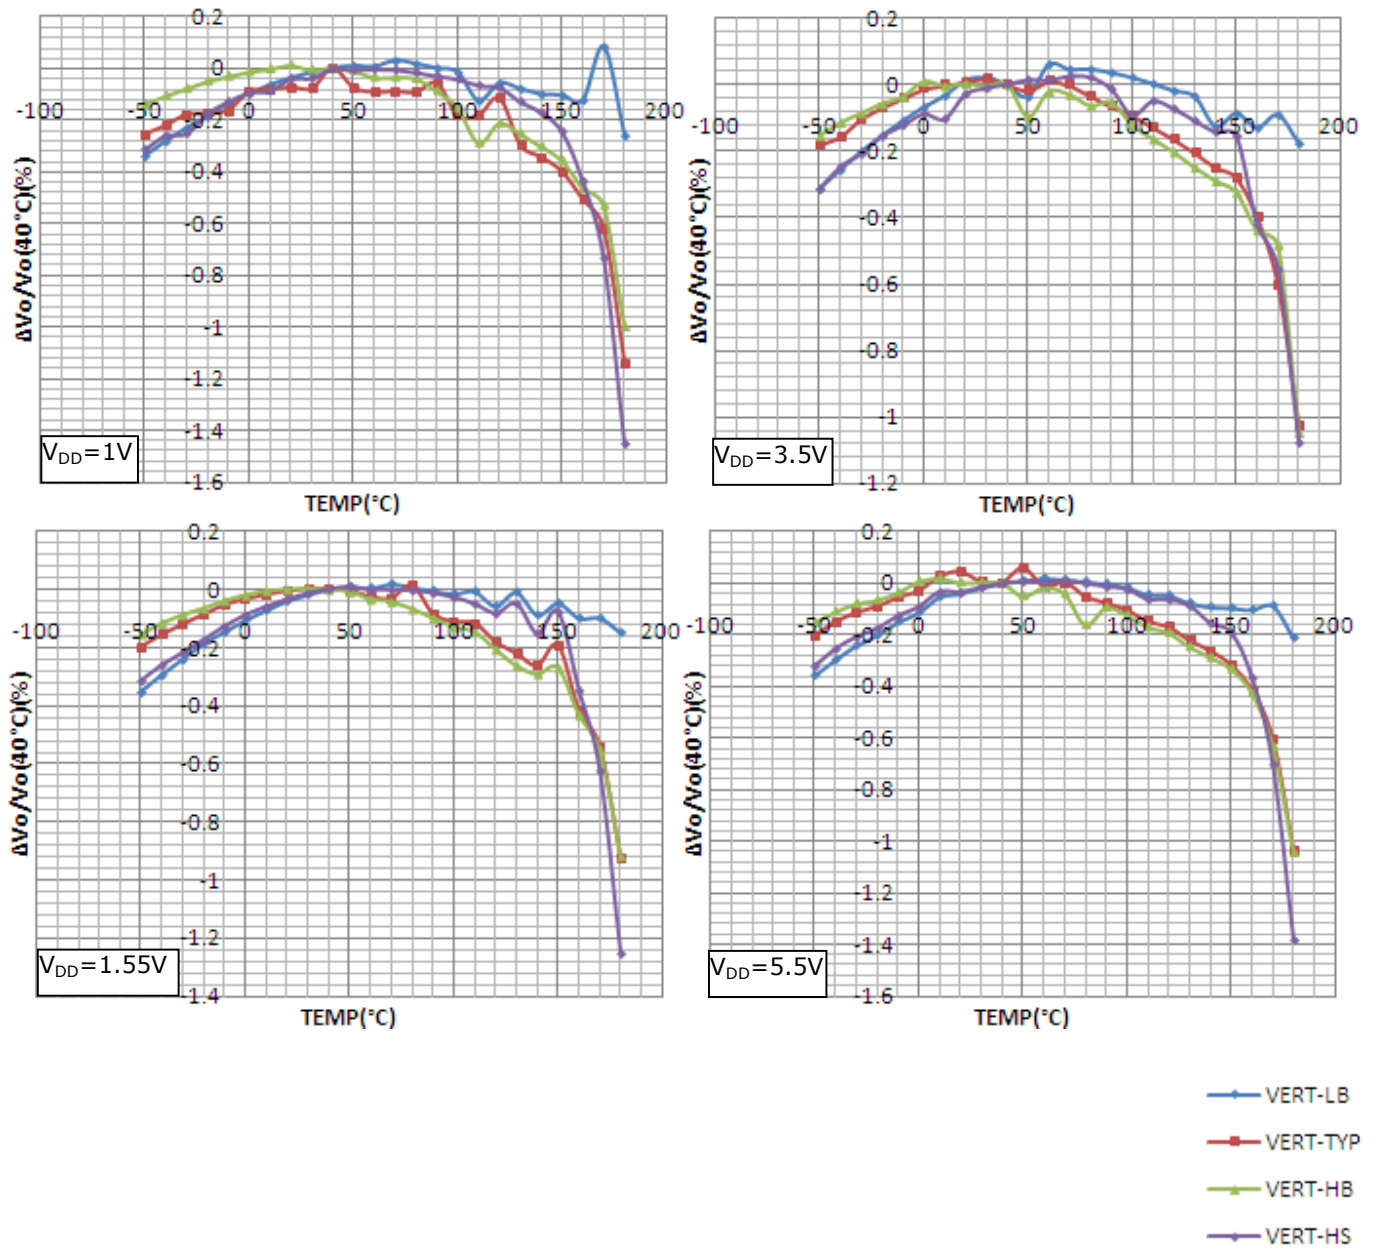 0.2
0
-100 -50 0 50 100 150 200
-0.2
-0.4
-0.6
-0.8
-1
-1.2
-1.4
-1.6
ΔVo/Vo(40°C)(%)
VDD=1V
TEMP(°C)
0.2
0
-100 -50 0 50 100 150 200
-0.2
-0.4
-0.6
-0.8
-1
-1.2
ΔVo/Vo(40°C)(%)
VDD=3.5V
TEMP(°C)
0.2
0
-100 -50 0 50 100 150 200
-0.2
-0.4
-0.6
-0.8
-1
-1.2
-1.4
ΔVo/Vo(40°C)(%)
VDD=1.55V
TEMP(°C)
0.2
0
-100 -50 0 50 100 150 200
-0.2
-0.4
-0.6
-0.8
-1
-1.2
-1.4
-1.6
ΔVo/Vo(40°C)(%)
VDD=5.5V
TEMP(°C)
VERT-LB
VERT-TYP
VERT-HB
VERT-HS